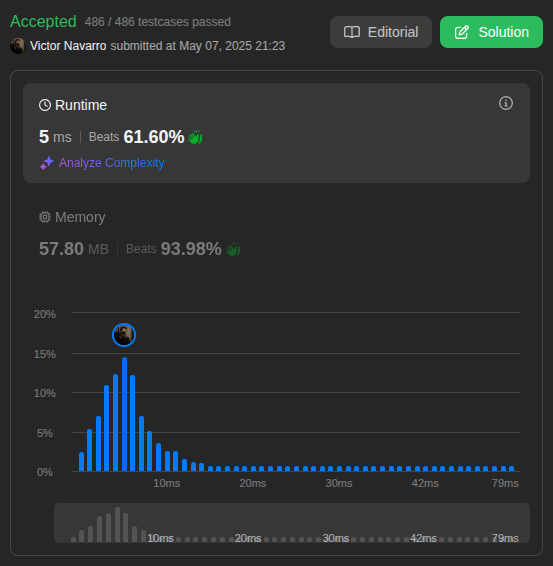 Accepted 486 / 486 testcases passed
Victor Navarro submitted at May 07, 2025 21:23
Editorial
Solution
Runtime
5 ms | Beats 61.60%
Analyze Complexity
Memory
57.80 MB | Beats 93.98%
20%
15%
10%
5%
0%
10ms 20ms 30ms 42ms 79ms
10ms 20ms 30ms 42ms 79ms